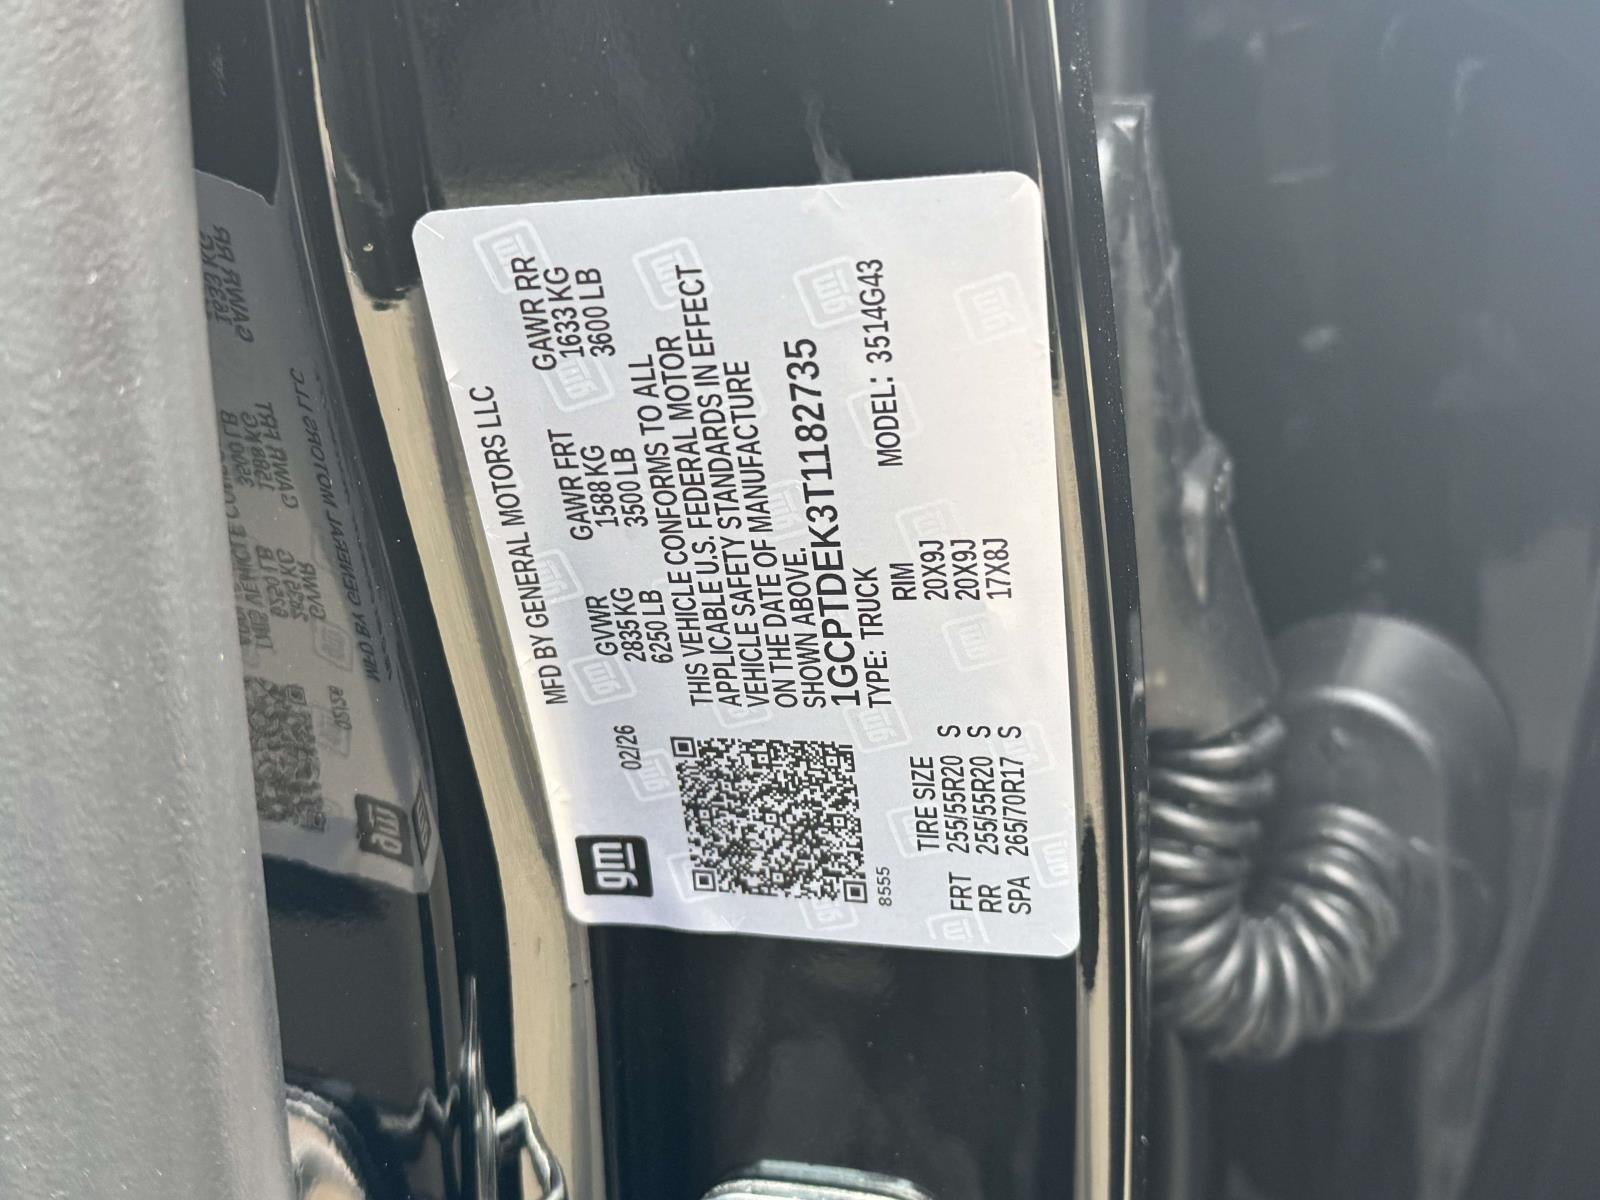 gm
MFD BY GENERAL MOTORS LLC
02/26
GVWR GAWR FRT GAWR RR
2835 KG 1588 KG 1633 KG
6250 LB 3500 LB 3600 LB
THIS VEHICLE CONFORMS TO ALL
APPLICABLE U.S. FEDERAL MOTOR
VEHICLE SAFETY STANDARDS IN EFFECT
ON THE DATE OF MANUFACTURE
SHOWN ABOVE.
1GCPTDEK3T1182735
TYPE: TRUCK MODEL: 3514G43
8555
TIRE SIZE RIM
FRT 255/55R20 S 20X9J
RR 255/55R20 S 20X9J
SPA 265/70R17 S 17X8J